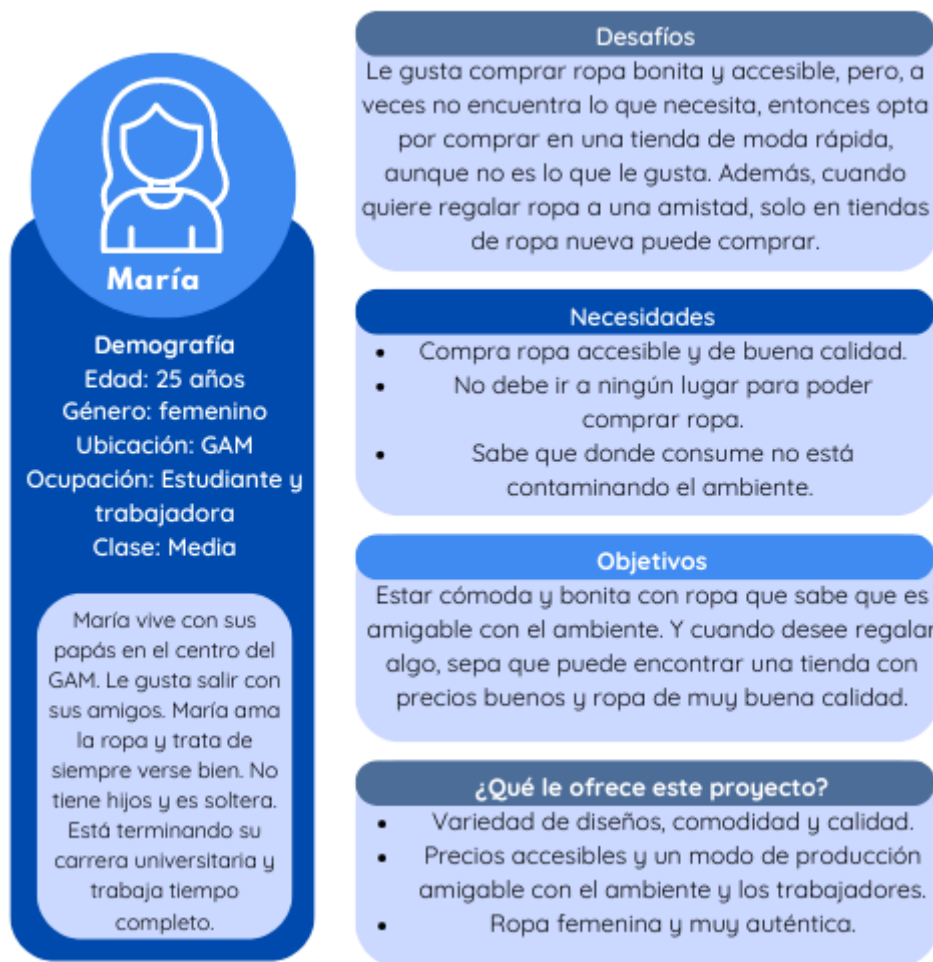 María
Demografía
Edad: 25 años
Género: femenino
Ubicación: GAM
Ocupación: Estudiante y
trabajadora
Clase: Media
María vive con sus
papás en el centro del
GAM. Le gusta salir con
sus amigos. María ama
la ropa y trata de
siempre verse bien. No
tiene hijos y es soltera.
Está terminando su
carrera universitaria y
trabaja tiempo
completo.
Desafíos
Le gusta comprar ropa bonita y accesible, pero, a
veces no encuentra lo que necesita, entonces opta
por comprar en una tienda de moda rápida,
aunque no es lo que le gusta. Además, cuando
quiere regalar ropa a una amistad, solo en tiendas
de ropa nueva puede comprar.
Necesidades
• Compra ropa accesible y de buena calidad.
• No debe ir a ningún lugar para poder
comprar ropa.
• Sabe que donde consume no está
contaminando el ambiente.
Objetivos
Estar cómoda y bonita con ropa que sabe que es
amigable con el ambiente. Y cuando desee regalar
algo, sepa que puede encontrar una tienda con
precios buenos y ropa de muy buena calidad.
¿Qué le ofrece este proyecto?
• Variedad de diseños, comodidad y calidad.
• Precios accesibles y un modo de producción
amigable con el ambiente y los trabajadores.
• Ropa femenina y muy auténtica.